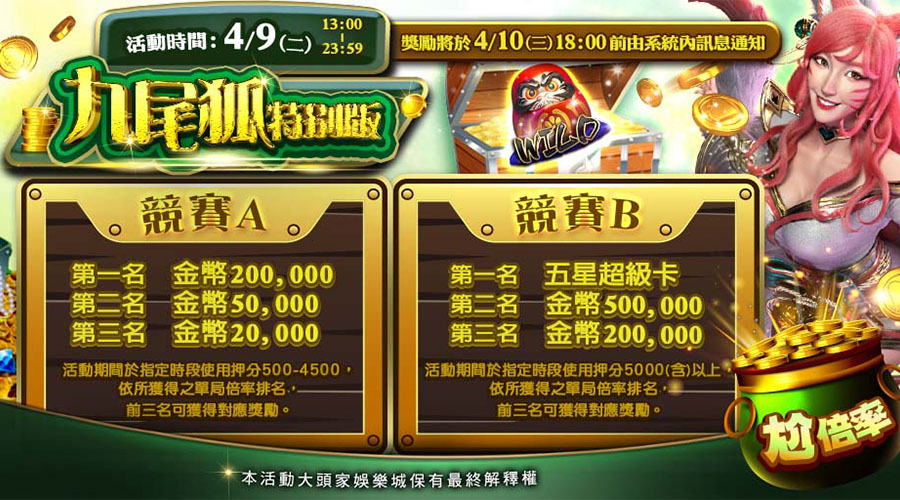 活動時間：4/9(二) 13:00-23:59
獎勵將於4/10(三)18:00前由系統內訊息通知
九尾狐特別版
WILD
競賽A
第一名 金幣200,000
第二名 金幣50,000
第三名 金幣20,000
活動期間於指定時段使用押分500-4500，
依所獲得之單局倍率排名，
前三名可獲得對應獎勵。
競賽B
第一名 五星超級卡
第二名 金幣500,000
第三名 金幣200,000
活動期間於指定時段使用押分5000(含)以上，
依所獲得之單局倍率排名，
前三名可獲得對應獎勵。
尬倍率
本活動大頭家娛樂城保有最終解釋權